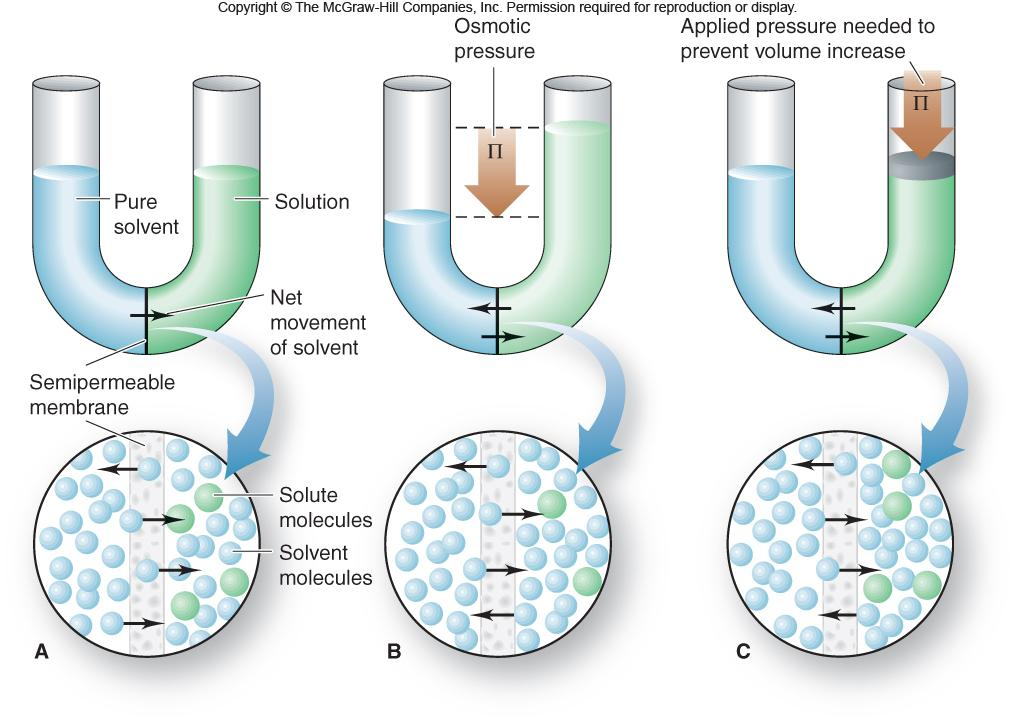 Copyright © The McGraw-Hill Companies, Inc. Permission required for reproduction or display.
Osmotic
pressure
Applied pressure needed to
prevent volume increase
Π
Π
Pure
solvent
Solution
Net
movement
of solvent
Semipermeable
membrane
Solute
molecules
Solvent
molecules
A
B
C